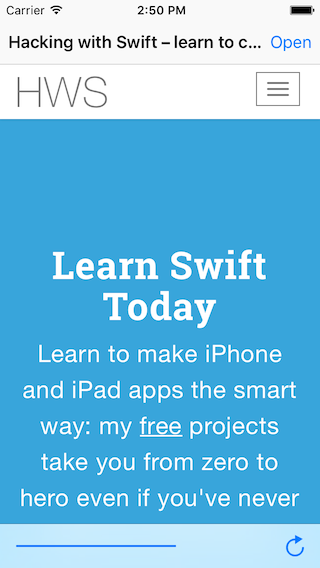 Carrier 2:50 PM
Hacking with Swift – learn to c... Open
HWS
Learn Swift
Today
Learn to make iPhone
and iPad apps the smart
way: my free projects
take you from zero to
hero even if you've never